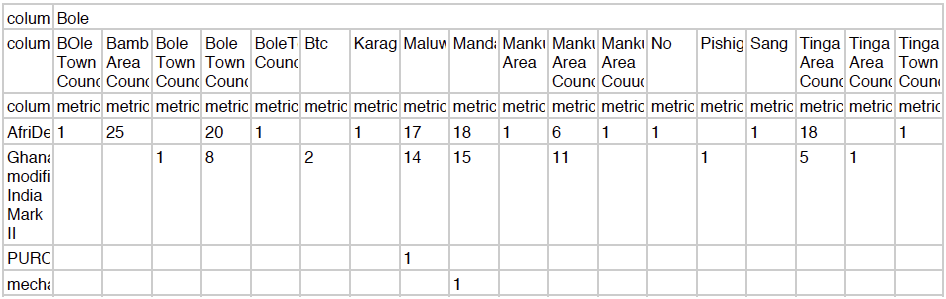 colum Bole
colum BOle Bamb Bole Bole BoleT Btc Karag Maluw Manda Manku Manku Manku No Pishig Sang Tinga Tinga Tinga
Town Area Town Town Counc Area Area Area Area Area Town
Counc Counc Counc Counc Counc Couuc Counc Counc Counc
colum metric metric metric metric metric metric metric metric metric metric metric metric metric metric metric metric metric metric
AfriDe 1 25 20 1 1 17 18 1 6 1 1 1 18 1
Ghana 1 8 2 14 15 11 1 5 1
modifi
India
Mark
II
PURC 1
mecha 1